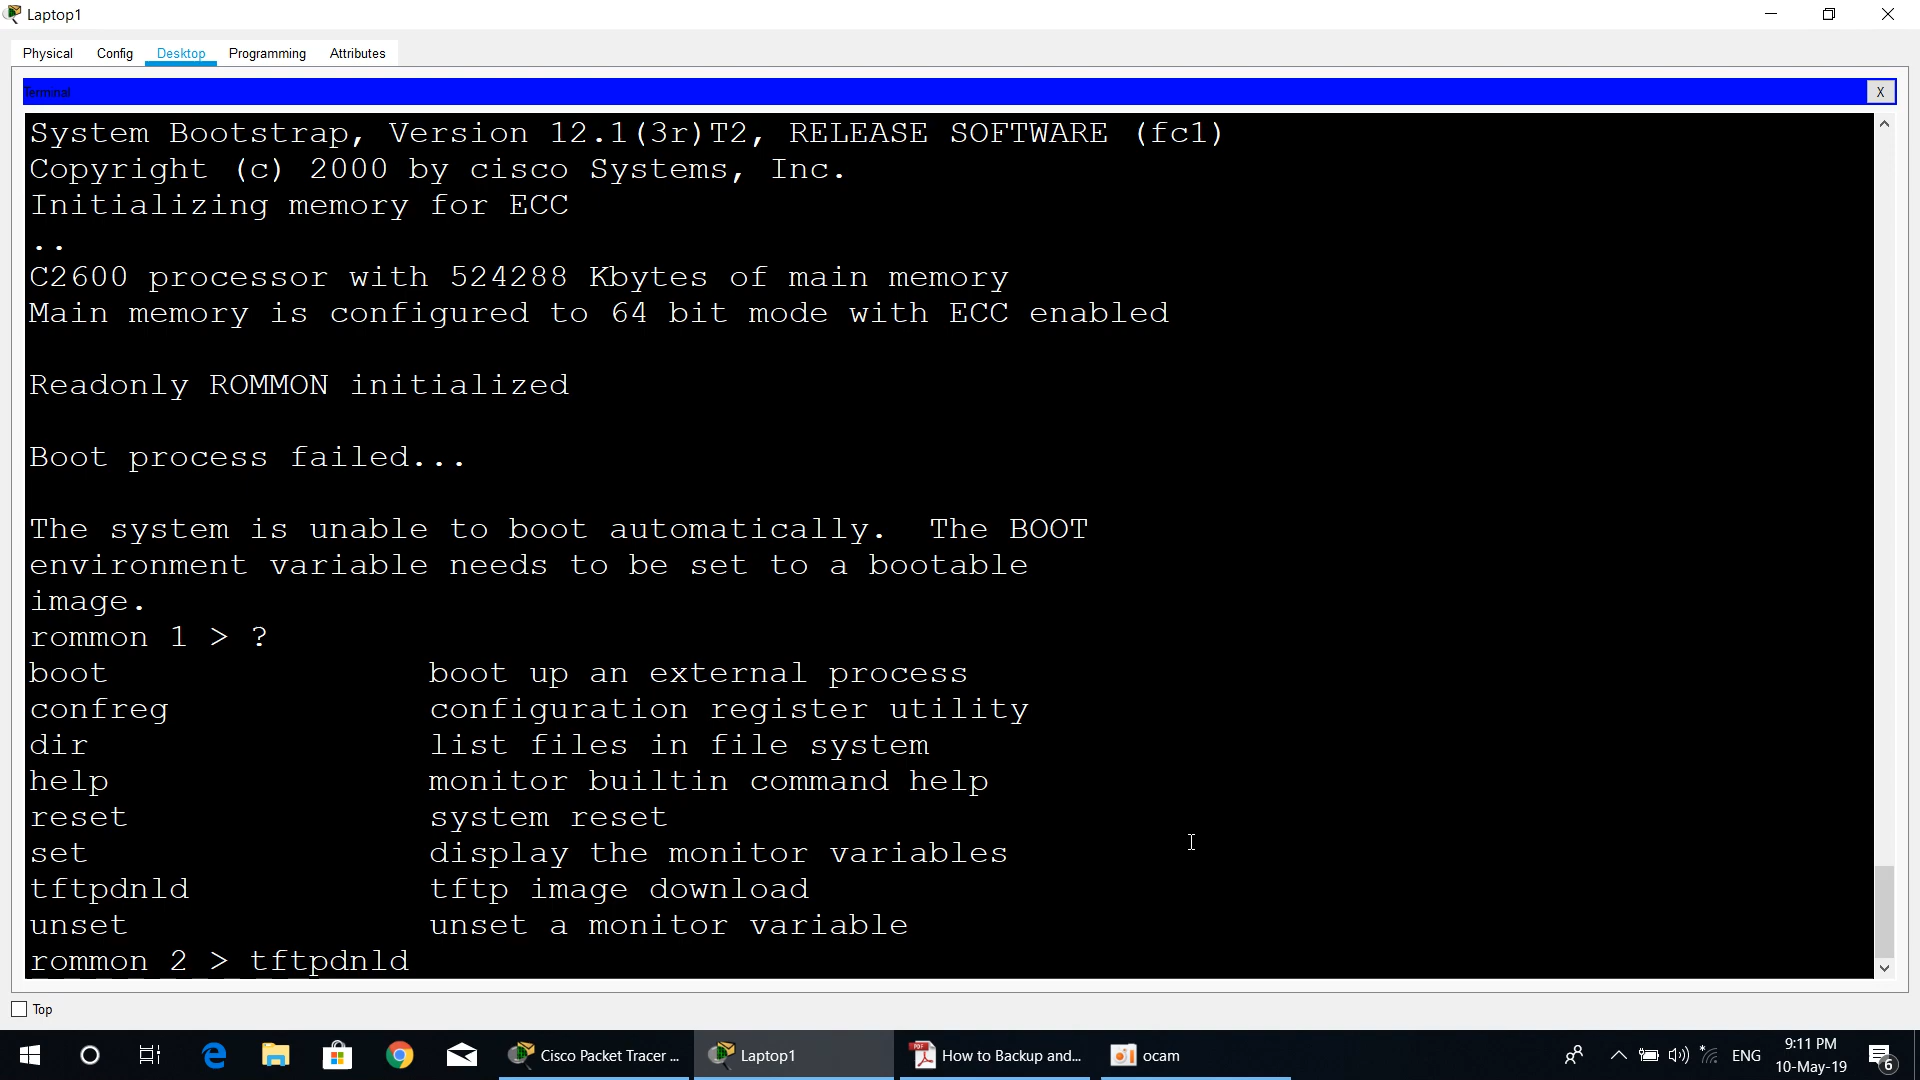 Laptop1
Physical Config Desktop Programming Attributes
Terminal X
System Bootstrap, Version 12.1(3r)T2, RELEASE SOFTWARE (fc1)
Copyright (c) 2000 by cisco Systems, Inc.
Initializing memory for ECC
..
C2600 processor with 524288 Kbytes of main memory
Main memory is configured to 64 bit mode with ECC enabled
Readonly ROMMON initialized
Boot process failed...
The system is unable to boot automatically.  The BOOT
environment variable needs to be set to a bootable
image.
rommon 1 > ?
boot boot up an external process
confreg configuration register utility
dir list files in file system
help monitor builtin command help
reset system reset
set display the monitor variables
tftpdnld tftp image download
unset unset a monitor variable
rommon 2 > tftpdnld
Top
Cisco Packet Tracer ... Laptop1 How to Backup and... ocam ENG 9:11 PM
10-May-19 6